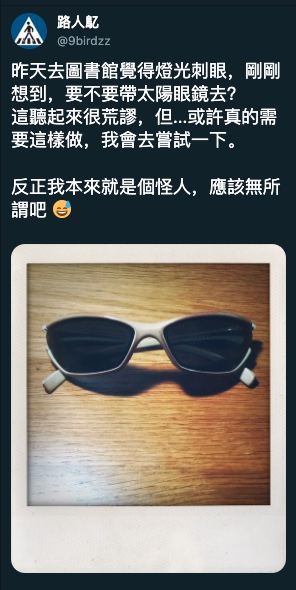 路人鳦
@9birdzz
昨天去圖書館覺得燈光刺眼，剛剛
想到，要不要帶太陽眼鏡去?
這聽起來很荒謬，但...或許真的需
要這樣做，我會去嘗試一下。
反正我本來就是個怪人，應該無所
謂吧 😅